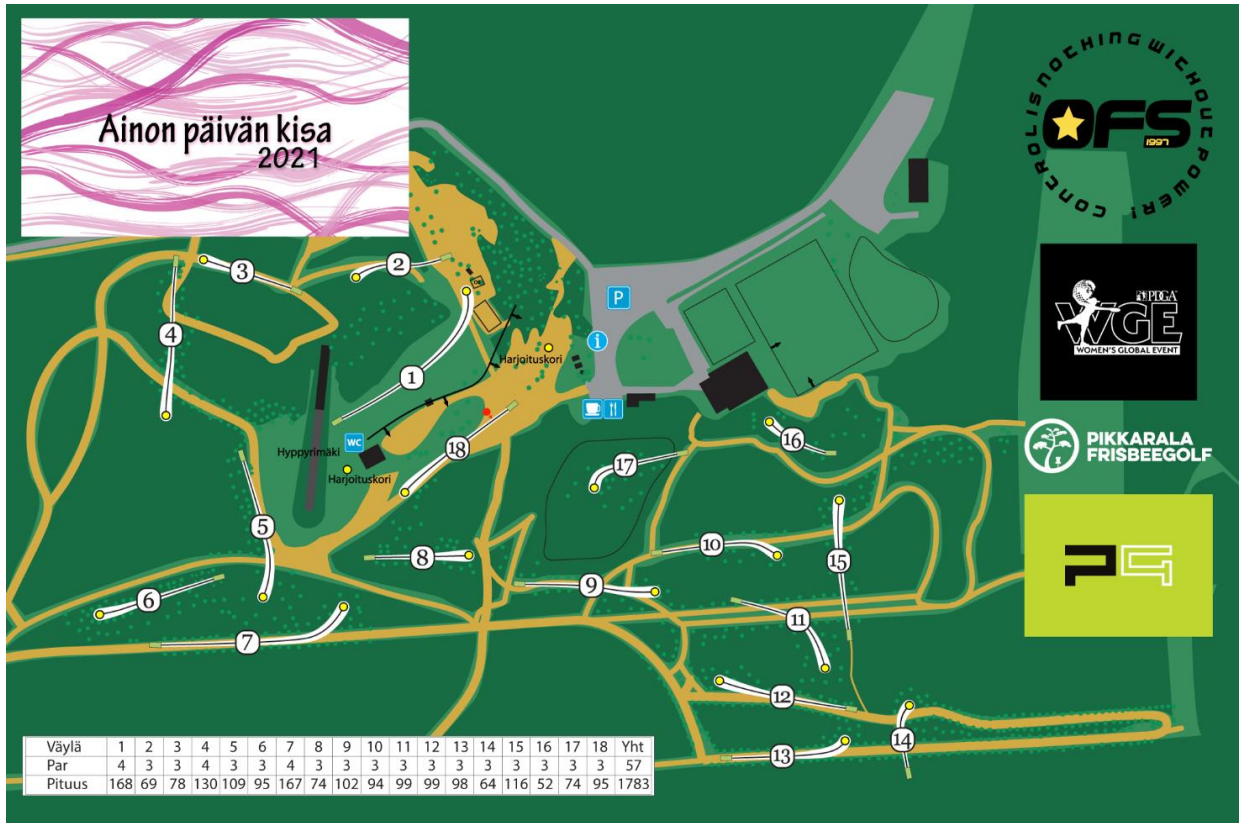 Ainon päivän kisa
2021
CONTROL IS NOTHING WITHOUT POWER!
OFS
1997
PDGA
WGE
WOMEN'S GLOBAL EVENT
PIKKARALA
FRISBEEGOLF
P
i
WC
Hyppyrimäki
Harjoituskori
Harjoituskori
1
2
3
4
5
6
7
8
9
10
11
12
13
14
15
16
17
18
Väylä 1 2 3 4 5 6 7 8 9 10 11 12 13 14 15 16 17 18 Yht
Par 4 3 3 4 3 3 4 3 3 3 3 3 3 3 3 3 3 3 57
Pituus 168 69 78 130 109 95 167 74 102 94 99 99 98 64 116 52 74 95 1783